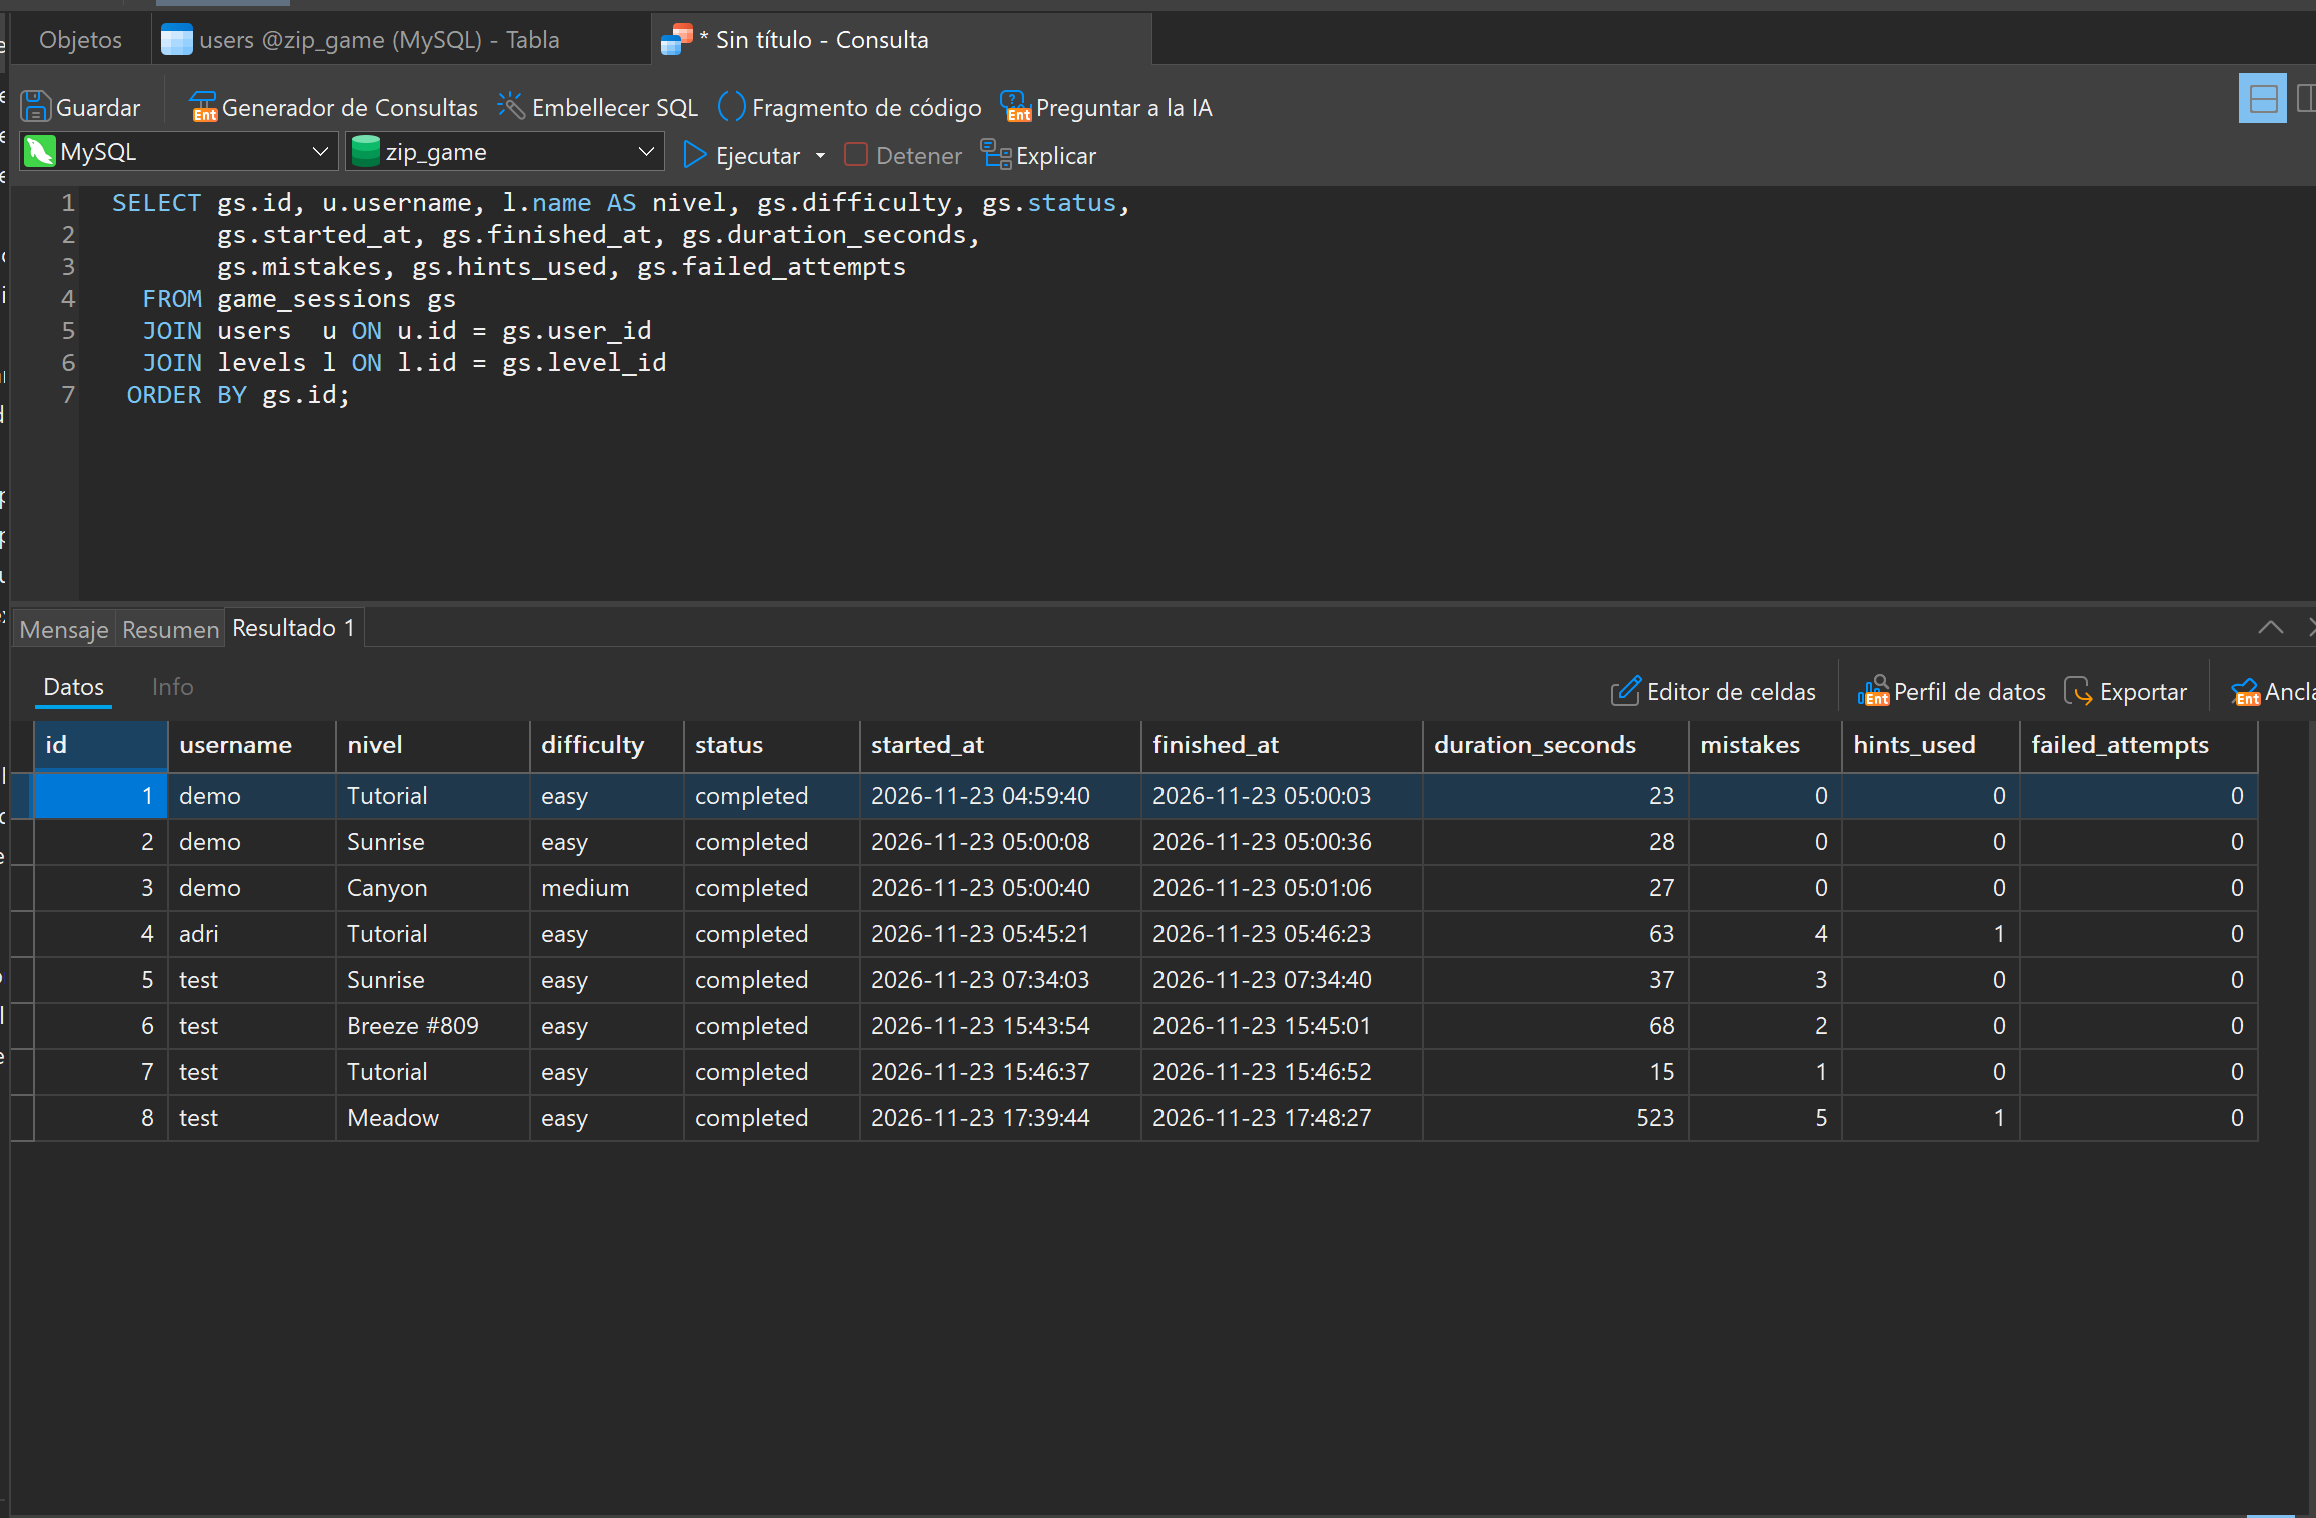 Objetos users @zip_game (MySQL) - Tabla * Sin título - Consulta
Guardar Ent Generador de Consultas Embellecer SQL Fragmento de código Ent Preguntar a la IA
MySQL zip_game Ejecutar Detener Explicar
1 SELECT gs.id, u.username, l.name AS nivel, gs.difficulty, gs.status,
2 gs.started_at, gs.finished_at, gs.duration_seconds,
3 gs.mistakes, gs.hints_used, gs.failed_attempts
4 FROM game_sessions gs
5 JOIN users  u ON u.id = gs.user_id
6 JOIN levels l ON l.id = gs.level_id
7 ORDER BY gs.id;
Mensaje Resumen Resultado 1
Datos Info Editor de celdas Ent Perfil de datos Exportar Ent
id username nivel difficulty status started_at finished_at duration_seconds mistakes hints_used failed_attempts
1 demo Tutorial easy completed 2026-11-23 04:59:40 2026-11-23 05:00:03 23 0 0 0
2 demo Sunrise easy completed 2026-11-23 05:00:08 2026-11-23 05:00:36 28 0 0 0
3 demo Canyon medium completed 2026-11-23 05:00:40 2026-11-23 05:01:06 27 0 0 0
4 adri Tutorial easy completed 2026-11-23 05:45:21 2026-11-23 05:46:23 63 4 1 0
5 test Sunrise easy completed 2026-11-23 07:34:03 2026-11-23 07:34:40 37 3 0 0
6 test Breeze #809 easy completed 2026-11-23 15:43:54 2026-11-23 15:45:01 68 2 0 0
7 test Tutorial easy completed 2026-11-23 15:46:37 2026-11-23 15:46:52 15 1 0 0
8 test Meadow easy completed 2026-11-23 17:39:44 2026-11-23 17:48:27 523 5 1 0